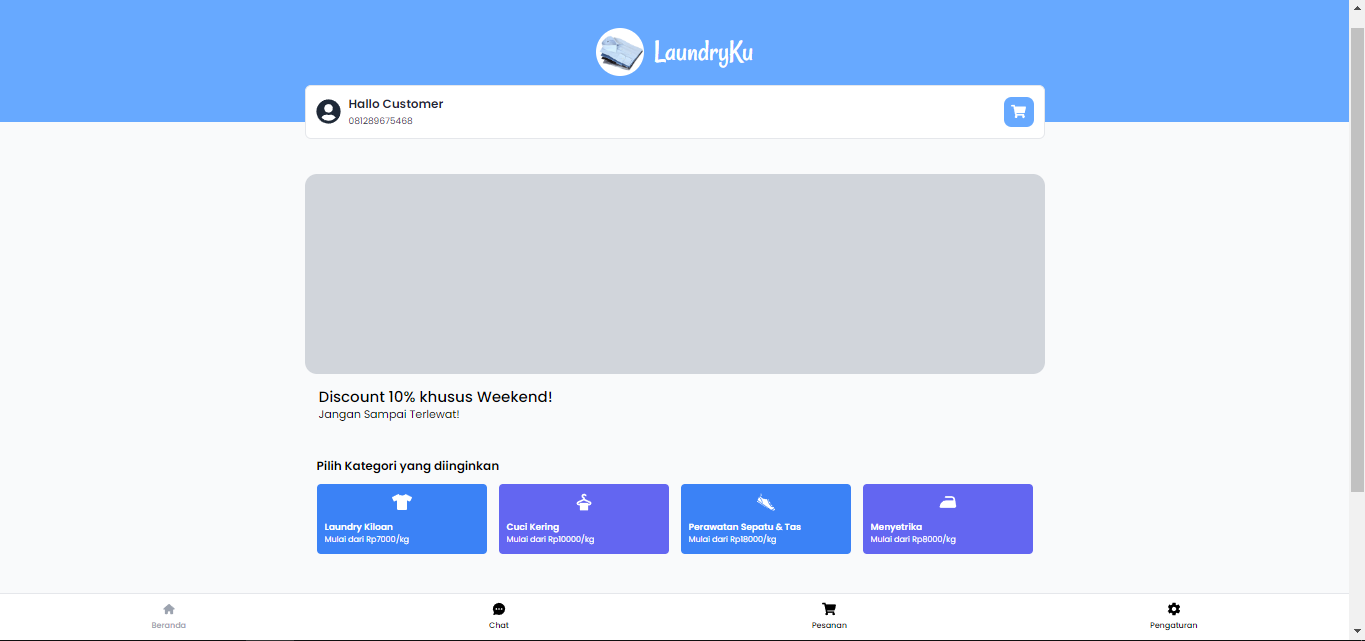 LaundryKu
Hallo Customer
081289675468
Discount 10% khusus Weekend!
Jangan Sampai Terlewat!
Pilih Kategori yang diinginkan
Laundry Kiloan
Mulai dari Rp7000/kg
Cuci Kering
Mulai dari Rp10000/kg
Perawatan Sepatu & Tas
Mulai dari Rp18000/kg
Menyetrika
Mulai dari Rp8000/kg
Beranda
Chat
Pesanan
Pengaturan